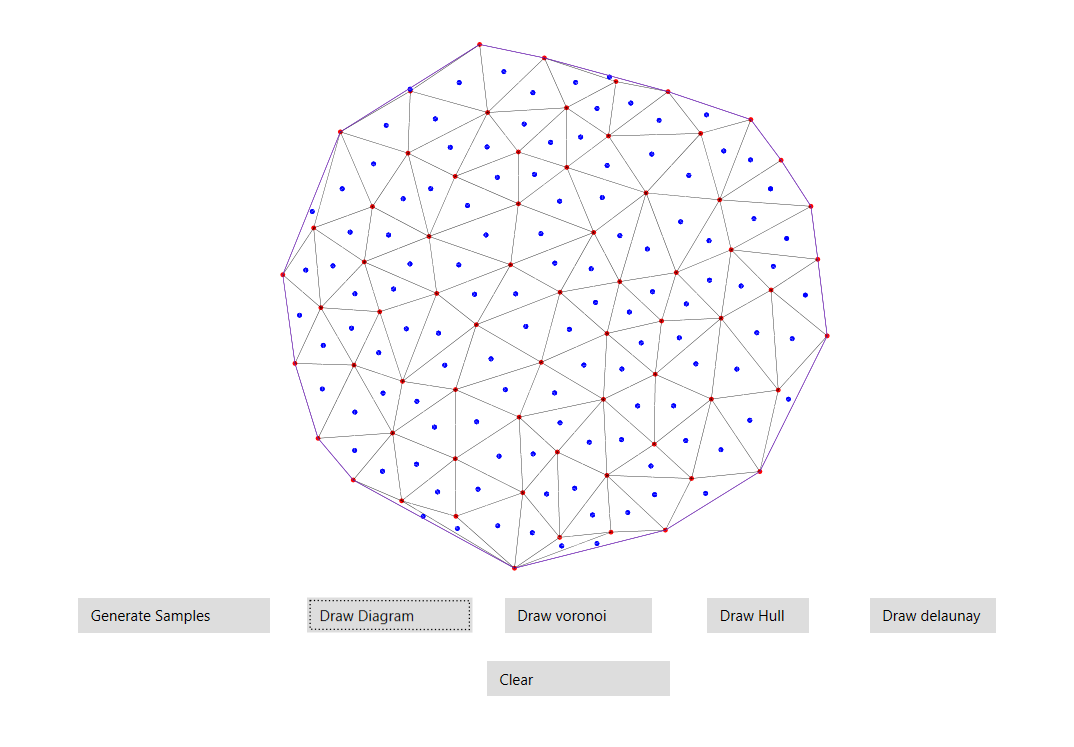 Generate Samples
Draw Diagram
Draw voronoi
Draw Hull
Draw delaunay
Clear